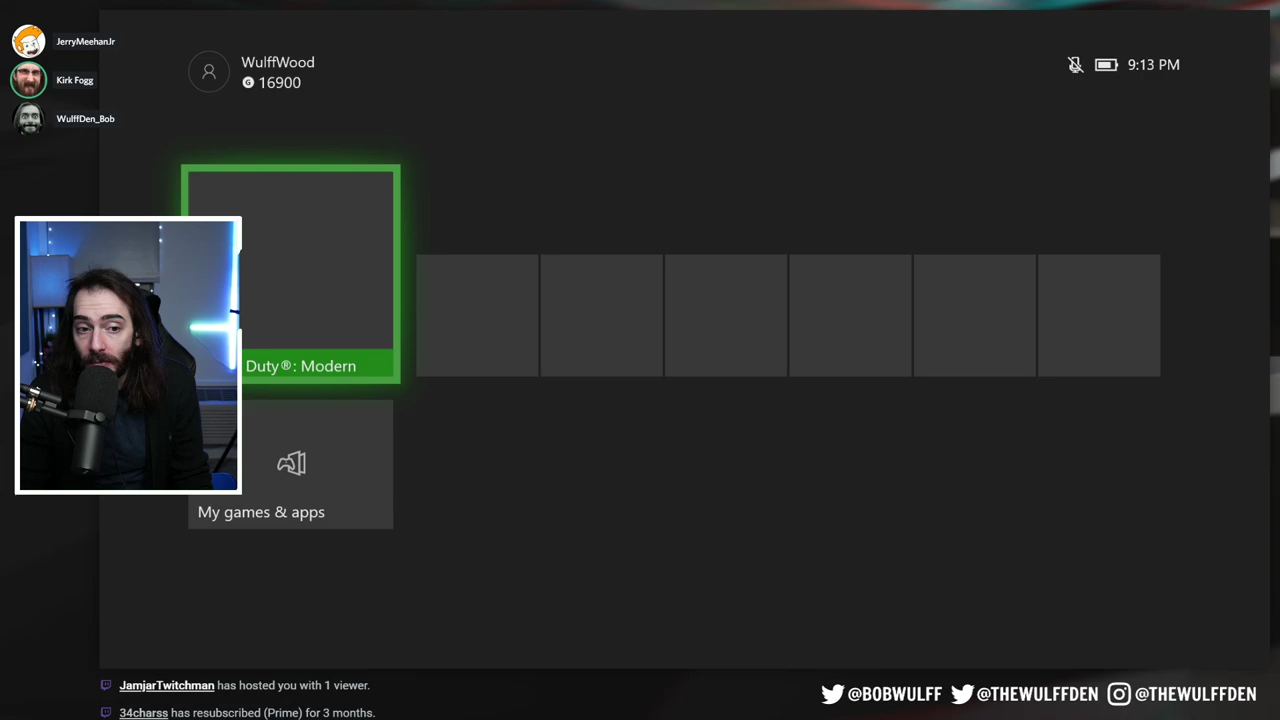 JerryMeehanJr
Kirk Fogg
WulffDen_Bob
WulffWood
G 16900
9:13 PM
Duty®: Modern
My games & apps
JamjarTwitchman has hosted you with 1 viewer.
34charss has resubscribed (Prime) for 3 months.
@BOBWULFF @THEWULFFDEN @THEWULFFDEN